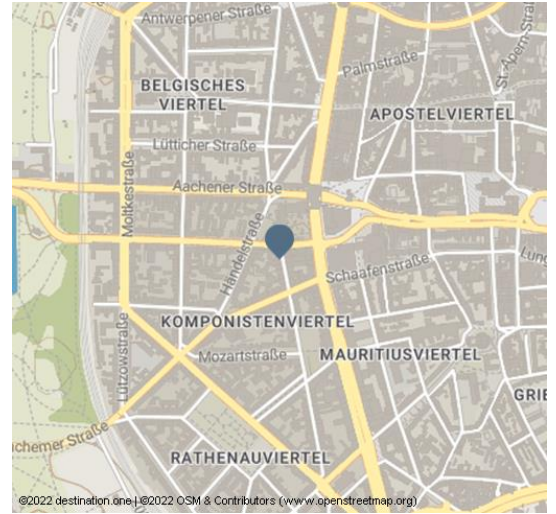 Antwerpener Straße
Palmstraße
St.-Apern-Stra
BELGISCHES
VIERTEL
APOSTELVIERTEL
Lütticher Straße
Moltkestraße
Aachener Straße
Händelstraße
Schaafenstraße
Lung
KOMPONISTENVIERTEL
Lützowstraße
Mozartstraße
MAURITIUSVIERTEL
GRIE
chemer Straße
RATHENAUVIERTEL
©2022 destination.one | ©2022 OSM & Contributors (www.openstreetmap.org)